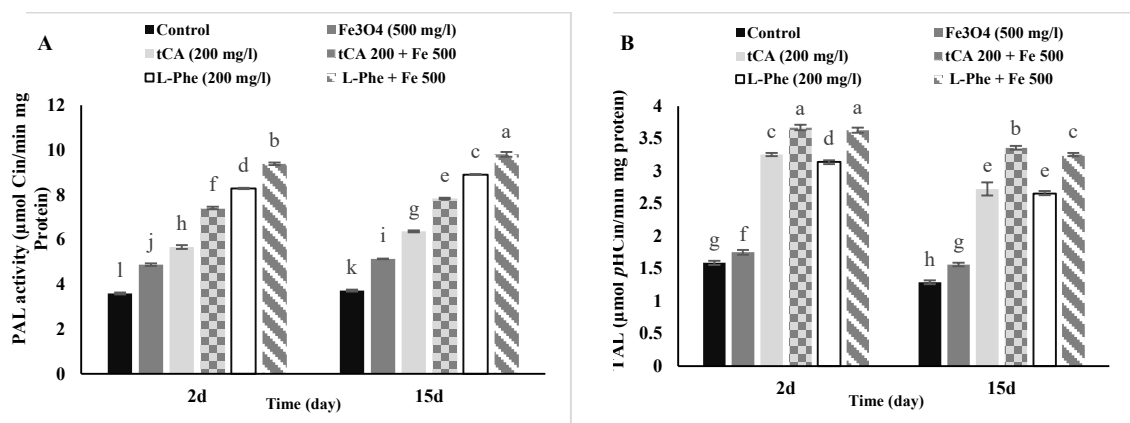 A
Control
Fe3O4 (500 mg/l)
tCA (200 mg/l)
tCA 200 + Fe 500
L-Phe (200 mg/l)
L-Phe + Fe 500
PAL activity (µmol Cin/min mg
Protein)
12
10
8
6
4
2
0
l
j
h
f
d
b
k
i
g
e
c
a
2d
15d
Time (day)
B
Control
Fe3O4 (500 mg/l)
tCA (200 mg/l)
tCA 200 + Fe 500
L-Phe (200 mg/l)
L-Phe + Fe 500
TAL (µmol pHCin/min mg protein)
4
3.5
3
2.5
2
1.5
1
0.5
0
g
f
c
a
d
a
h
g
e
b
e
c
2d
15d
Time (day)